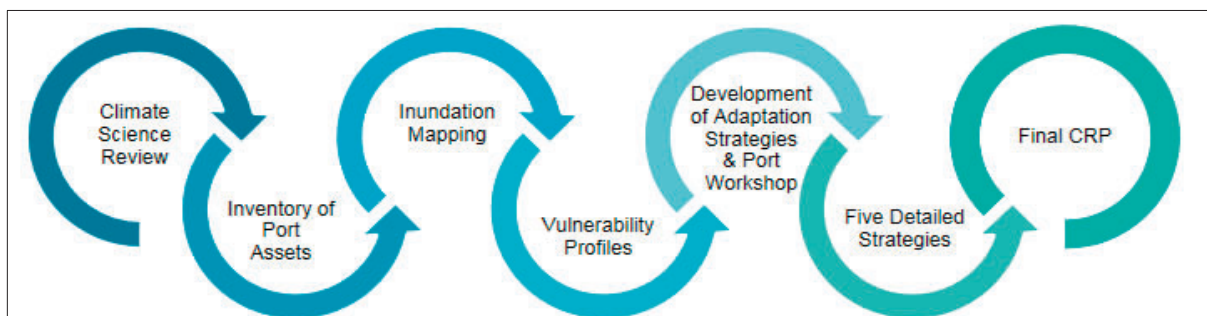 Climate
Science
Review
Inventory of
Port
Assets
Inundation
Mapping
Vulnerability
Profiles
Development
of Adaptation
Strategies
& Port
Workshop
Five Detailed
Strategies
Final CRP